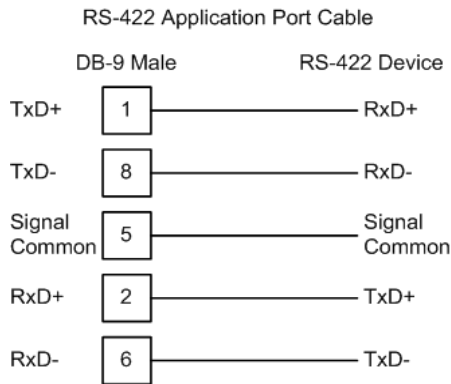 RS-422 Application Port Cable
DB-9 Male RS-422 Device
TxD+ 1 RxD+
TxD- 8 RxD-
Signal Common 5 Signal Common
RxD+ 2 TxD+
RxD- 6 TxD-